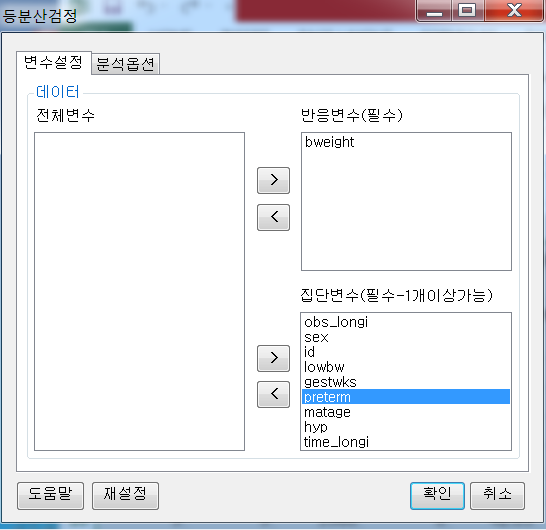 등분산검정
변수설정 분석옵션
데이터
전체변수
반응변수(필수)
bweight
>
<
집단변수(필수-1개이상가능)
obs_longi
sex
id
lowbw
gestwks
preterm
matage
hyp
time_longi
>
<
도움말 재설정 확인 취소